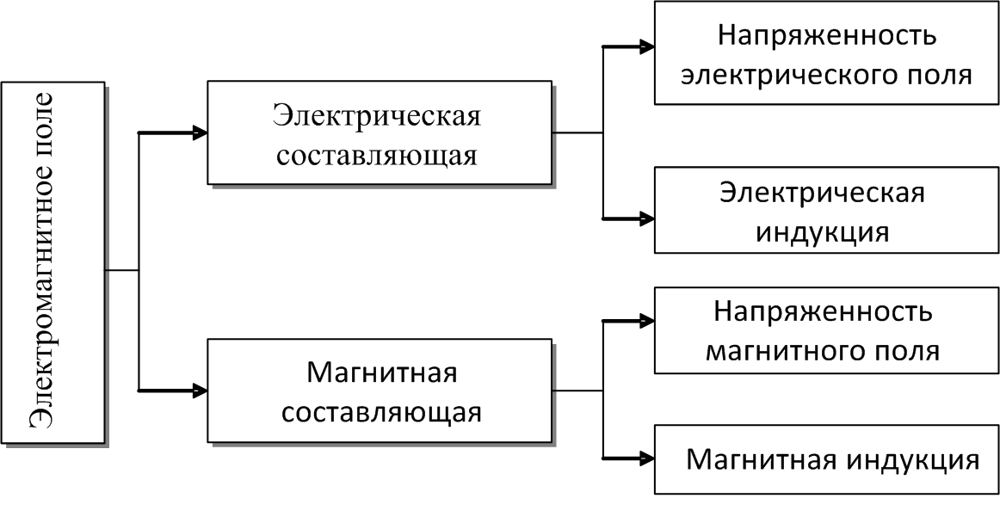 Электромагнитное поле
Электрическая
составляющая
Напряженность
электрического поля
Электрическая
индукция
Магнитная
составляющая
Напряженность
магнитного поля
Магнитная индукция